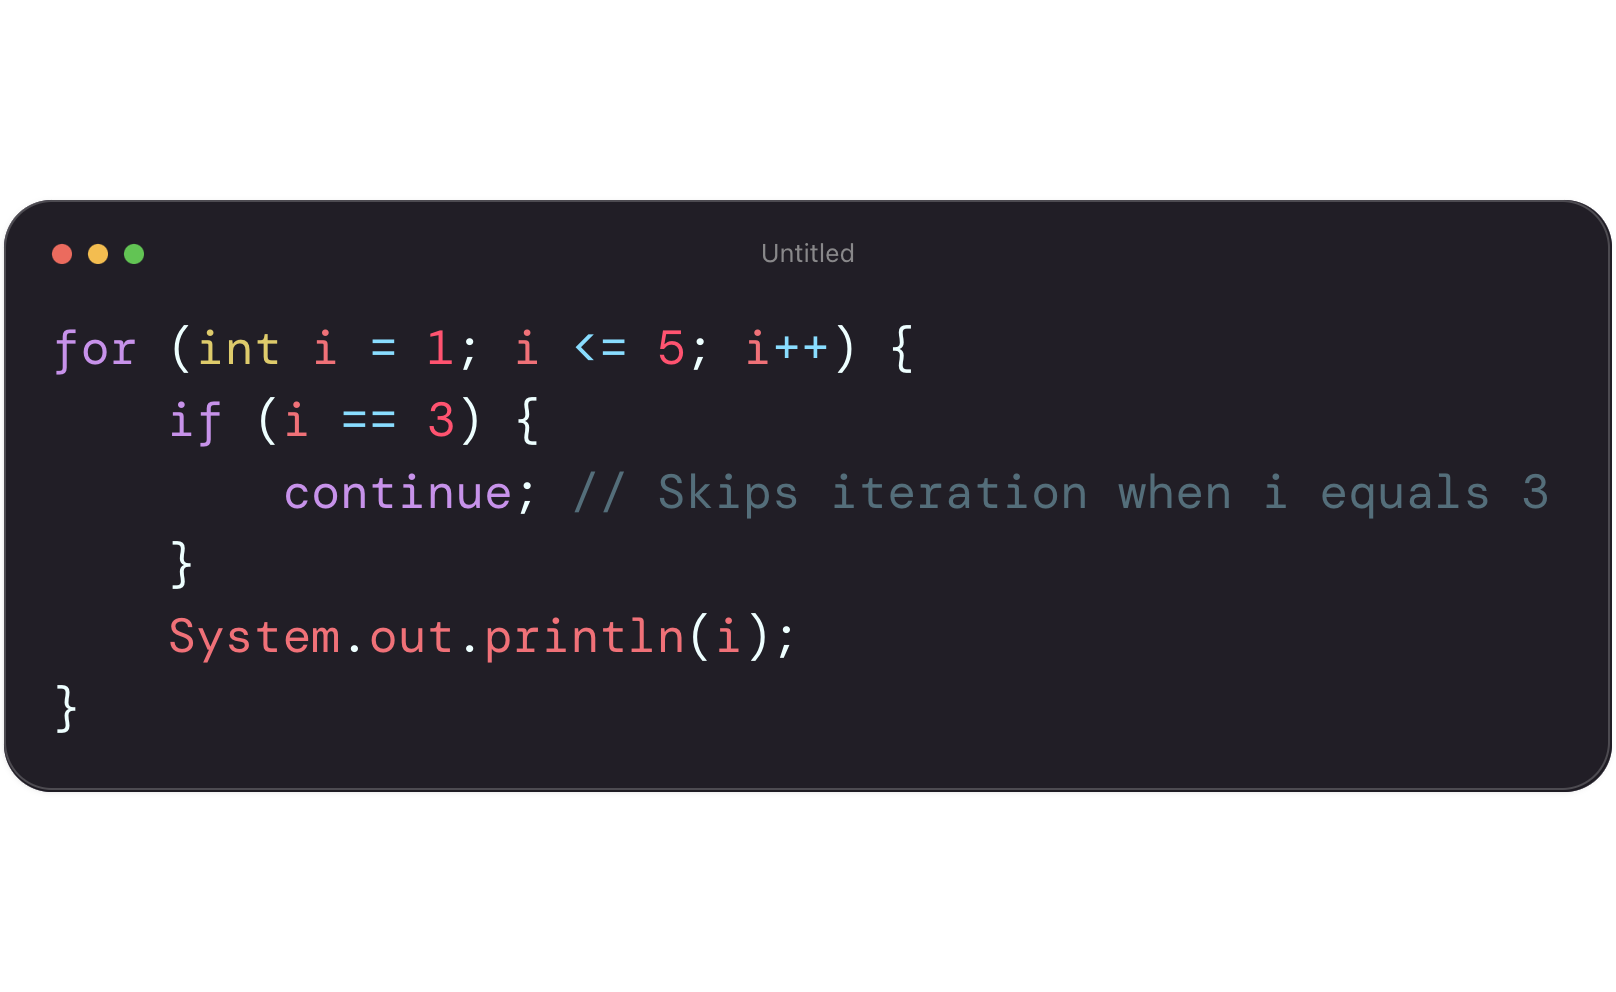 Untitled
for (int i = 1; i <= 5; i++) {
    if (i == 3) {
        continue; // Skips iteration when i equals 3
    }
    System.out.println(i);
}